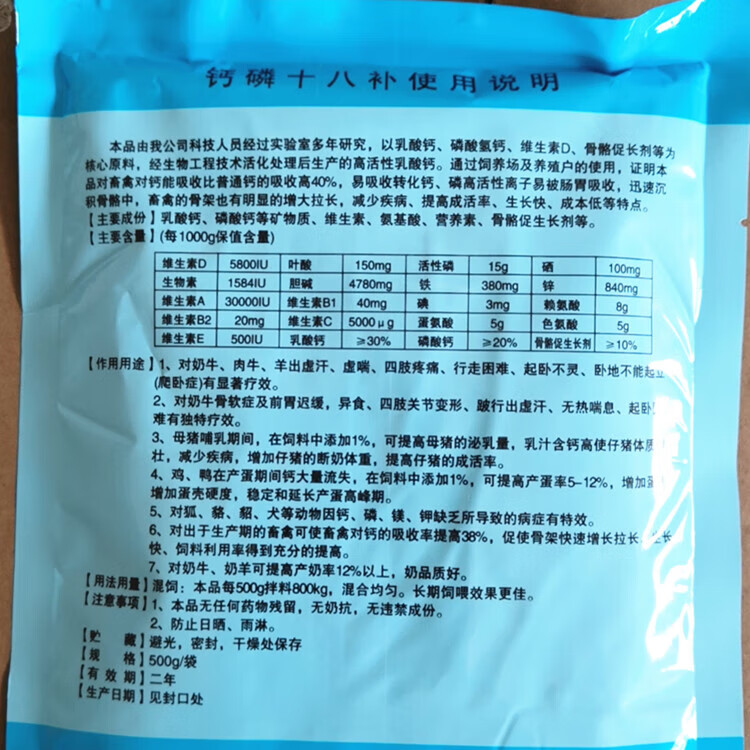 钙磷十八补使用说明
本品由我公司科技人员经过实验室多年研究，以乳酸钙、磷酸氢钙、维生素D、骨骼促长剂等为
核心原料，经生物工程技术活化处理后生产的高活性乳酸钙。通过饲养场及养殖户的使用，证明本
品对畜禽对钙能吸收比普通钙的吸收高40%，易吸收转化钙、磷高活性离子易被肠胃吸收，迅速沉
积骨骼中，畜禽的骨架也有明显的增大拉长，减少疾病、提高成活率、生长快、成本低等特点。
【主要成份】乳酸钙、磷酸钙等矿物质、维生素、氨基酸、营养素、骨骼促生长剂等。
【主要含量】(每1000g保值含量)
维生素D 5800IU 叶酸 150mg 活性磷 15g 硒 100mg
生物素 1584IU 胆碱 4780mg 铁 380mg 锌 840mg
维生素A 30000IU 维生素B1 40mg 碘 3mg 赖氨酸 8g
维生素B2 20mg 维生素C 5000μg 蛋氨酸 5g 色氨酸 5g
维生素E 500IU 乳酸钙 ≥30% 磷酸钙 ≥20% 骨骼促生长剂 ≥10%
【作用用途】1、对奶牛、肉牛、羊出虚汗、虚喘、四肢疼痛、行走困难、起卧不灵、卧地不能起立
(爬卧症)有显著疗效。
2、对奶牛骨软症及前胃迟缓，异食、四肢关节变形、跛行出虚汗、无热喘息、起卧
难有独特疗效。
3、母猪哺乳期间，在饲料中添加1%，可提高母猪的泌乳量，乳汁含钙高使仔猪体质
壮，减少疾病，增加仔猪的断奶体重，提高仔猪的成活率。
4、鸡、鸭在产蛋期间钙大量流失，在饲料中添加1%，可提高产蛋率5-12%，增加蛋
增加蛋壳硬度，稳定和延长产蛋高峰期。
5、对狐、貉、貂、犬等动物因钙、磷、镁、钾缺乏所导致的病症有特效。
6、对出于生产期的畜禽可使畜禽对钙的吸收率提高38%，促使骨架快速增长拉长，生长
快、饲料利用率得到充分的提高。
7、对奶牛、奶羊可提高产奶率12%以上，奶品质好。
【用法用量】混饲：本品每500g拌料800kg，混合均匀。长期饲喂效果更佳。
【注意事项】1、本品无任何药物残留，无奶抗，无违禁成份。
2、防止日晒、雨淋。
【贮 藏】避光，密封，干燥处保存
【规 格】500g/袋
【有效期】二年
【生产日期】见封口处